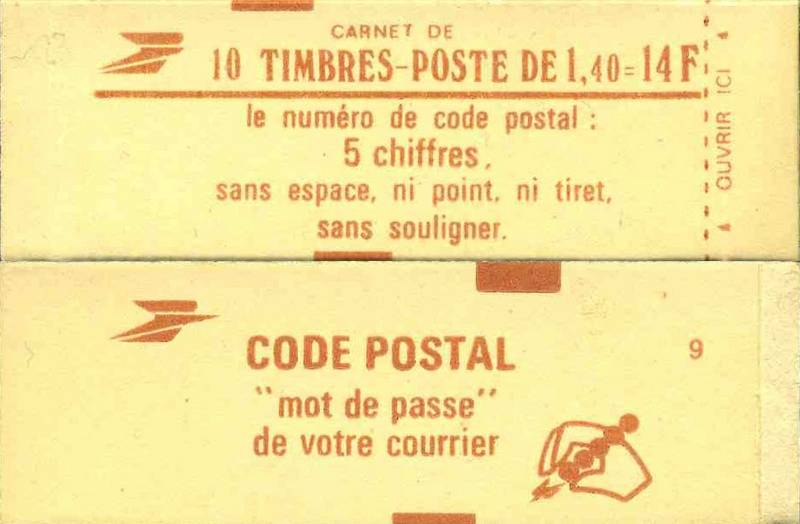 CARNET DE
10 TIMBRES-POSTE DE 1,40=14F
OUVRIR ICI
le numéro de code postal :
5 chiffres,
sans espace, ni point, ni tiret,
sans souligner.
CODE POSTAL
9
"mot de passe"
de votre courrier